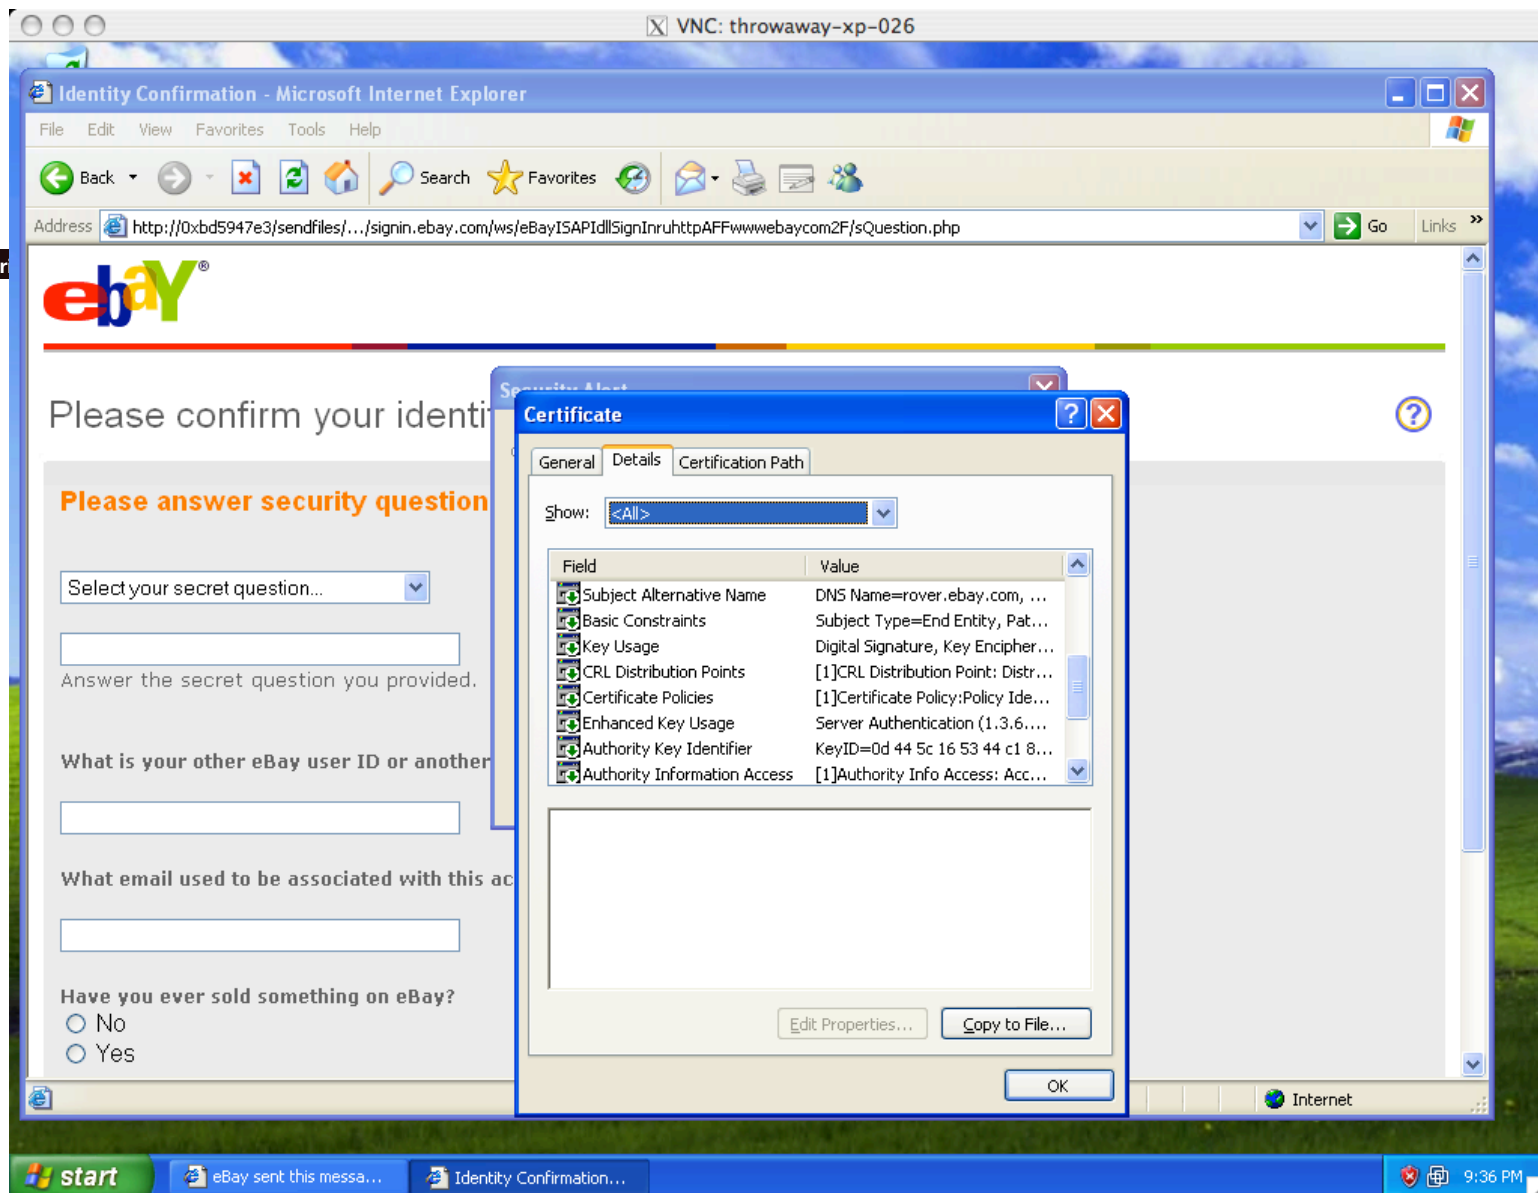 VNC: throwaway-xp-026
Identity Confirmation - Microsoft Internet Explorer
File Edit View Favorites Tools Help
Back Search Favorites
Address http://0xbd5947e3/sendfiles/.../signin.ebay.com/ws/eBayISAPIdllSignInruhttpAFFwwwebaycom2F/sQuestion.php Go Links »
ebaY®
Security Alert
Please confirm your identi
Certificate
General Details Certification Path
Please answer security question
Show: <All>
Field Value
Select your secret question...
Subject Alternative Name DNS Name=rover.ebay.com, ...
Basic Constraints Subject Type=End Entity, Pat...
Key Usage Digital Signature, Key Encipher...
CRL Distribution Points [1]CRL Distribution Point: Distr...
Certificate Policies [1]Certificate Policy:Policy Ide...
Enhanced Key Usage Server Authentication (1.3.6....
Authority Key Identifier KeyID=0d 44 5c 16 53 44 c1 8...
Authority Information Access [1]Authority Info Access: Acc...
Answer the secret question you provided.
What is your other eBay user ID or another
What email used to be associated with this ac
Have you ever sold something on eBay?
No
Yes
Edit Properties... Copy to File...
OK
Internet
start eBay sent this messa... Identity Confirmation... 9:36 PM